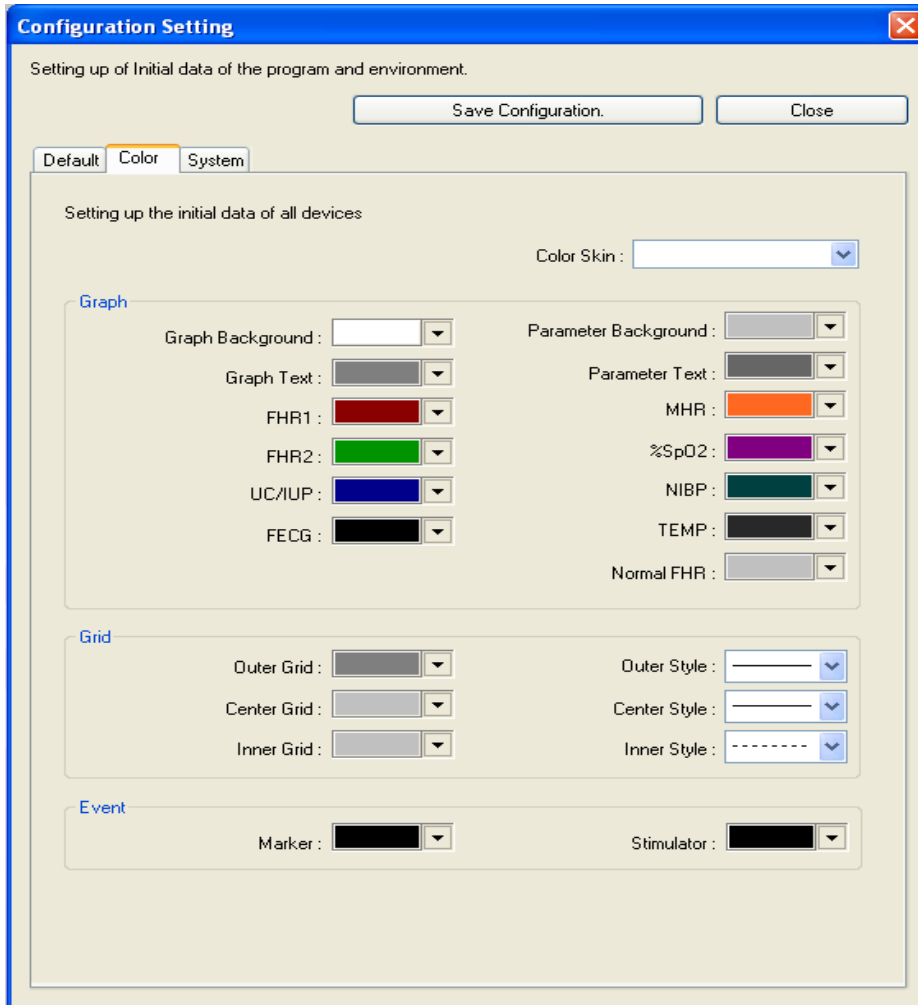 Configuration Setting
Setting up of Initial data of the program and environment.
Save Configuration.
Close
Default
Color
System
Setting up the initial data of all devices
Color Skin :
Graph
Graph Background :
Parameter Background :
Graph Text :
Parameter Text :
FHR1 :
MHR :
FHR2 :
%SpO2 :
UC/IUP :
NIBP :
FECG :
TEMP :
Normal FHR :
Grid
Outer Grid :
Outer Style :
Center Grid :
Center Style :
Inner Grid :
Inner Style :
Event
Marker :
Stimulator :